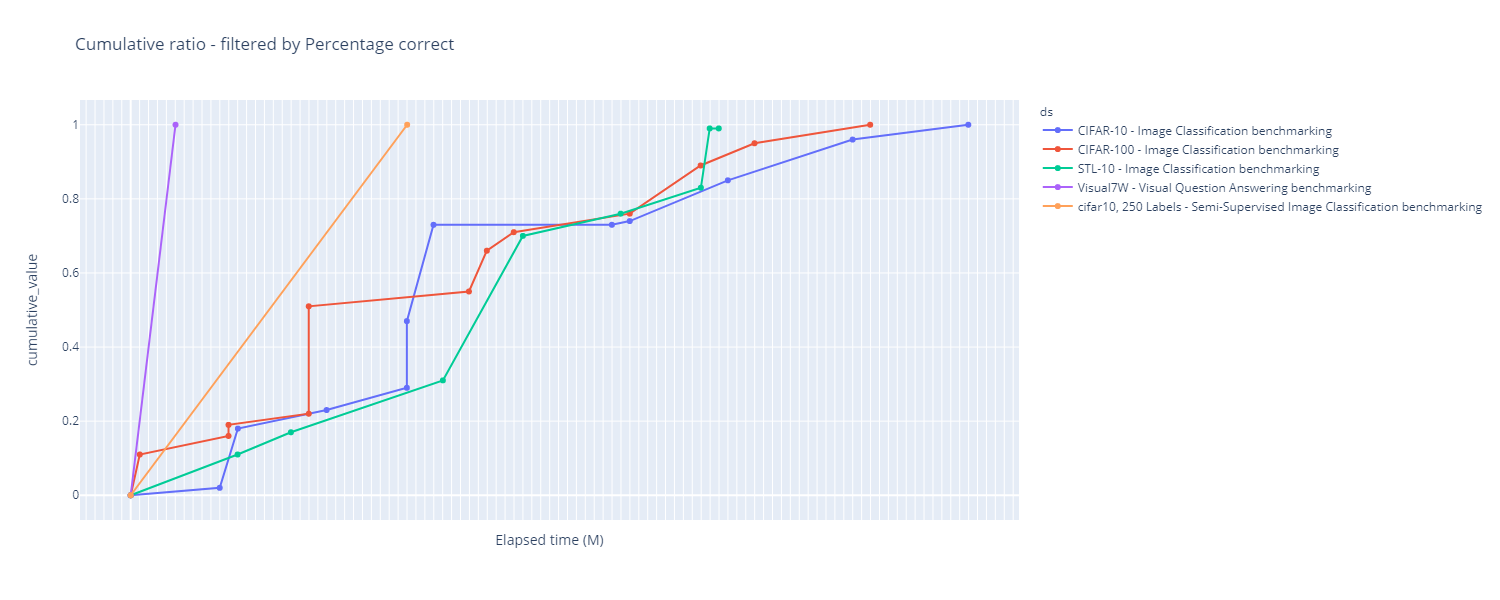 Cumulative ratio - filtered by Percentage correct
ds
CIFAR-10 - Image Classification benchmarking
CIFAR-100 - Image Classification benchmarking
STL-10 - Image Classification benchmarking
Visual7W - Visual Question Answering benchmarking
cifar10, 250 Labels - Semi-Supervised Image Classification benchmarking
cumulative_value
1
0.8
0.6
0.4
0.2
0
Elapsed time (M)